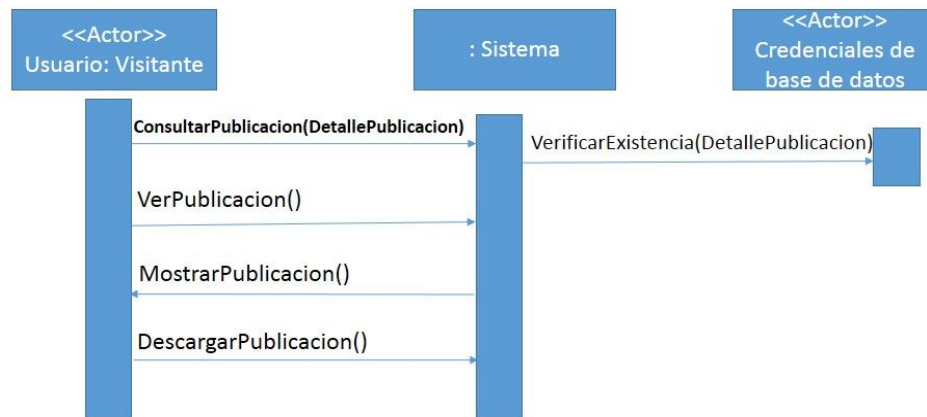 <<Actor>>
Usuario: Visitante
: Sistema
<<Actor>>
Credenciales de
base de datos
ConsultarPublicacion(DetallePublicacion)
VerificarExistencia(DetallePublicacion)
VerPublicacion()
MostrarPublicacion()
DescargarPublicacion()